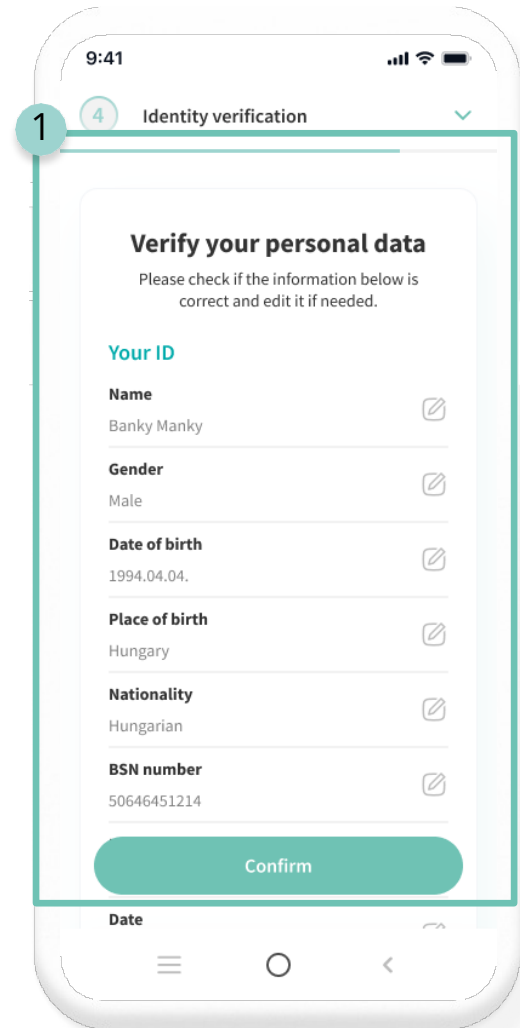 9:41
1
4 Identity verification
Verify your personal data
Please check if the information below is
correct and edit it if needed.
Your ID
Name
Banky Manky
Gender
Male
Date of birth
1994.04.04.
Place of birth
Hungary
Nationality
Hungarian
BSN number
50646451214
Confirm
Date